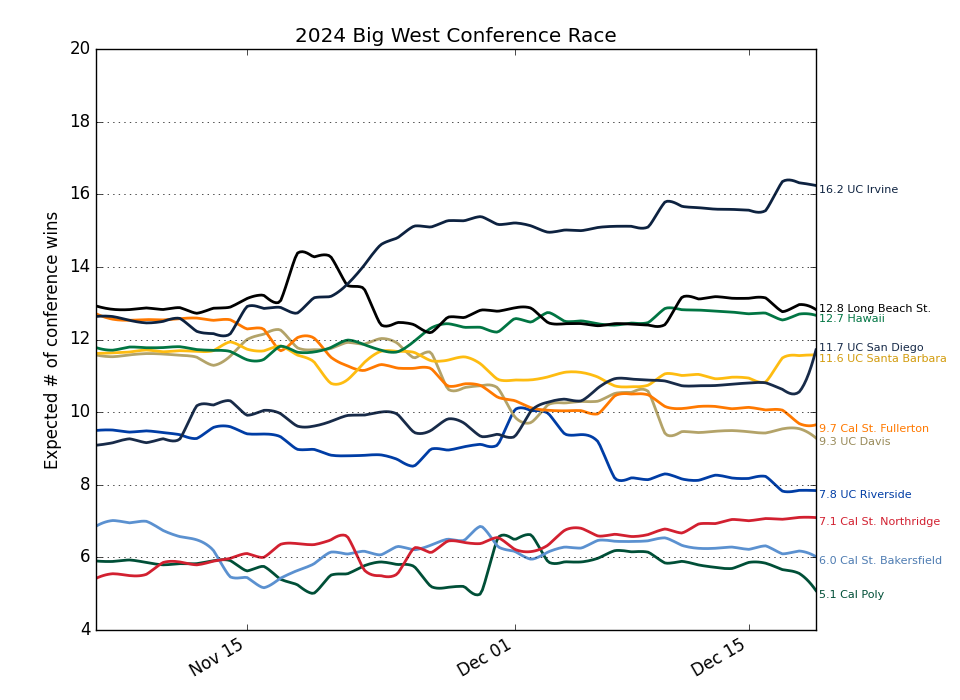 2024 Big West Conference Race
Expected # of conference wins
20
18
16
14
12
10
8
6
4
Nov 15
Dec 01
Dec 15
16.2 UC Irvine
12.8 Long Beach St.
12.7 Hawaii
11.7 UC San Diego
11.6 UC Santa Barbara
9.7 Cal St. Fullerton
9.3 UC Davis
7.8 UC Riverside
7.1 Cal St. Northridge
6.0 Cal St. Bakersfield
5.1 Cal Poly